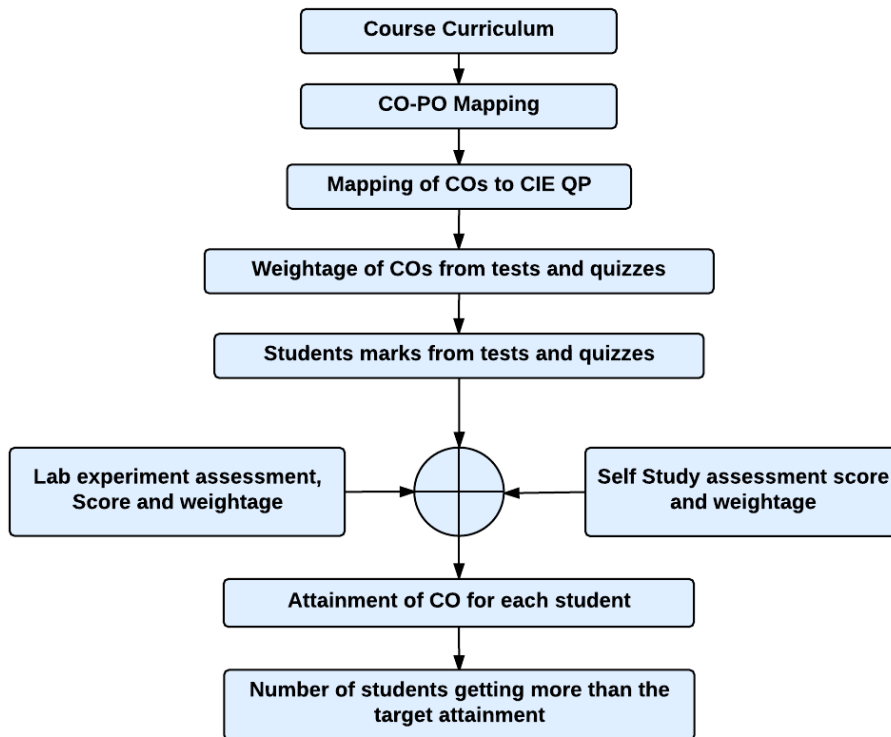 Course Curriculum
CO-PO Mapping
Mapping of COs to CIE QP
Weightage of COs from tests and quizzes
Students marks from tests and quizzes
Lab experiment assessment,
Score and weightage
Self Study assessment score
and weightage
Attainment of CO for each student
Number of students getting more than the
target attainment